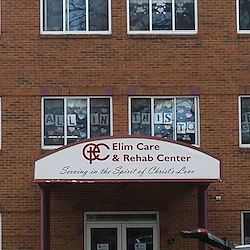 ALL IN THIS
TO
Elim Care
& Rehab Center
Serving in the Spirit of Christ's Love